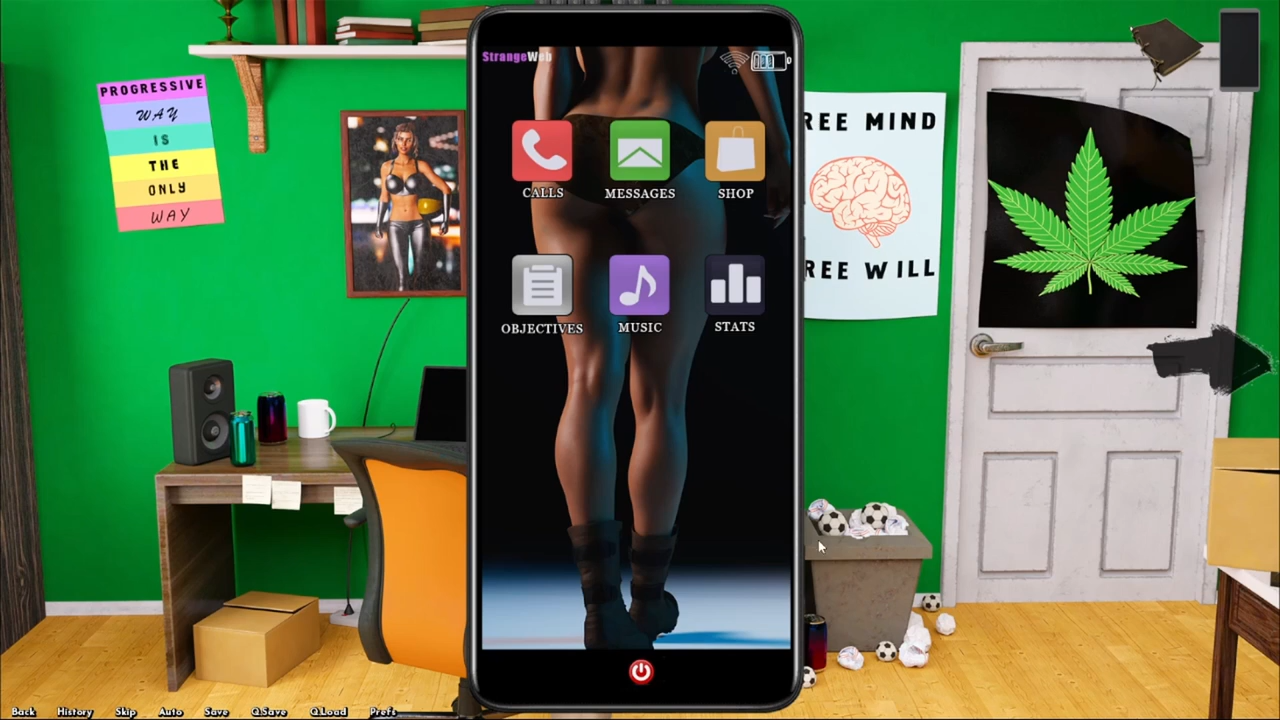 PROGRESSIVE
WAY
IS
THE
ONLY
WAY
StrangeWeb
CALLS
MESSAGES
SHOP
OBJECTIVES
MUSIC
STATS
REE MIND
REE WILL
Back History Skip Auto Save Q.Save Q.Load Prefs